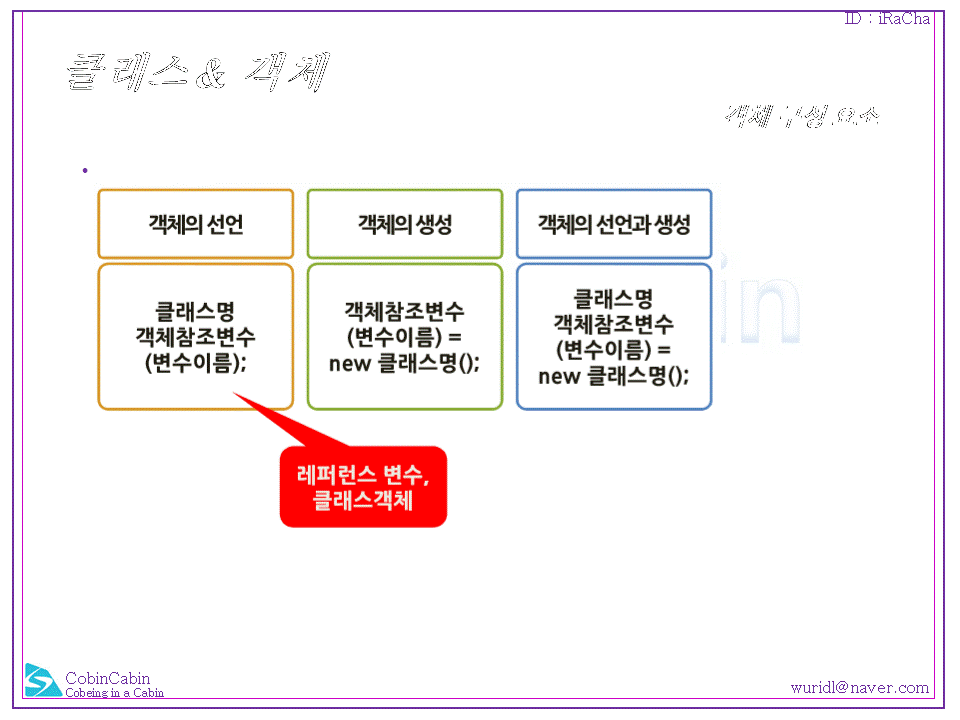 ID : iRaCha
클래스 & 객체
객체 구성 요소
객체의 선언
객체의 생성
객체의 선언과 생성
클래스명
객체참조변수
(변수이름);
객체참조변수
(변수이름) =
new 클래스명();
클래스명
객체참조변수
(변수이름) =
new 클래스명();
레퍼런스 변수,
클래스객체
CobinCabin
Cobeing in a Cabin
wuridl@naver.com